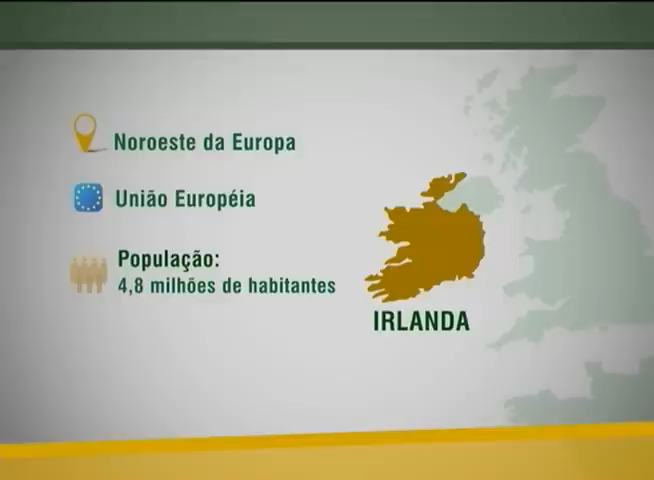 Noroeste da Europa
União Européia
População:
4,8 milhões de habitantes
IRLANDA